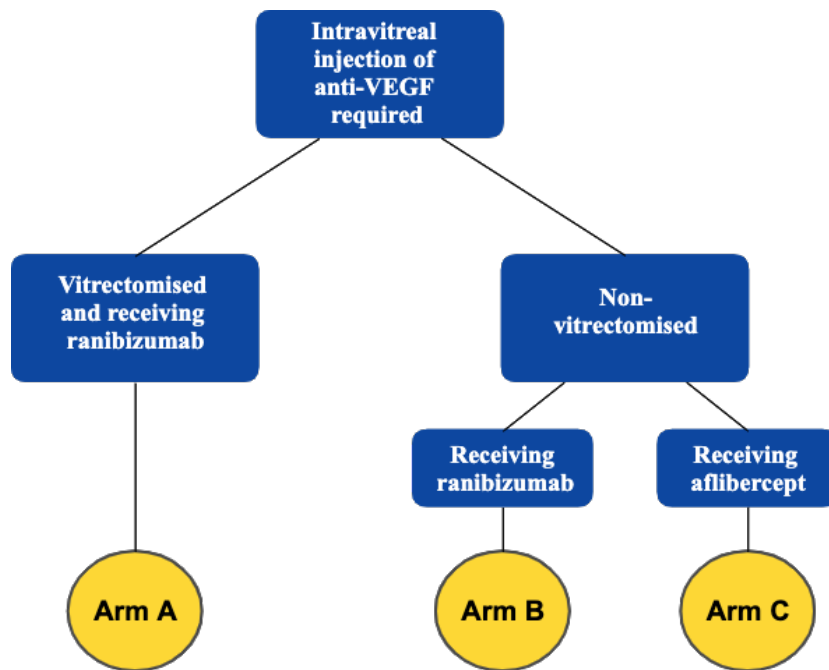 Intravitreal
injection of
anti-VEGF
required
Vitrectomised
and receiving
ranibizumab
Non-
vitrectomised
Receiving
ranibizumab
Receiving
aflibercept
Arm A
Arm B
Arm C